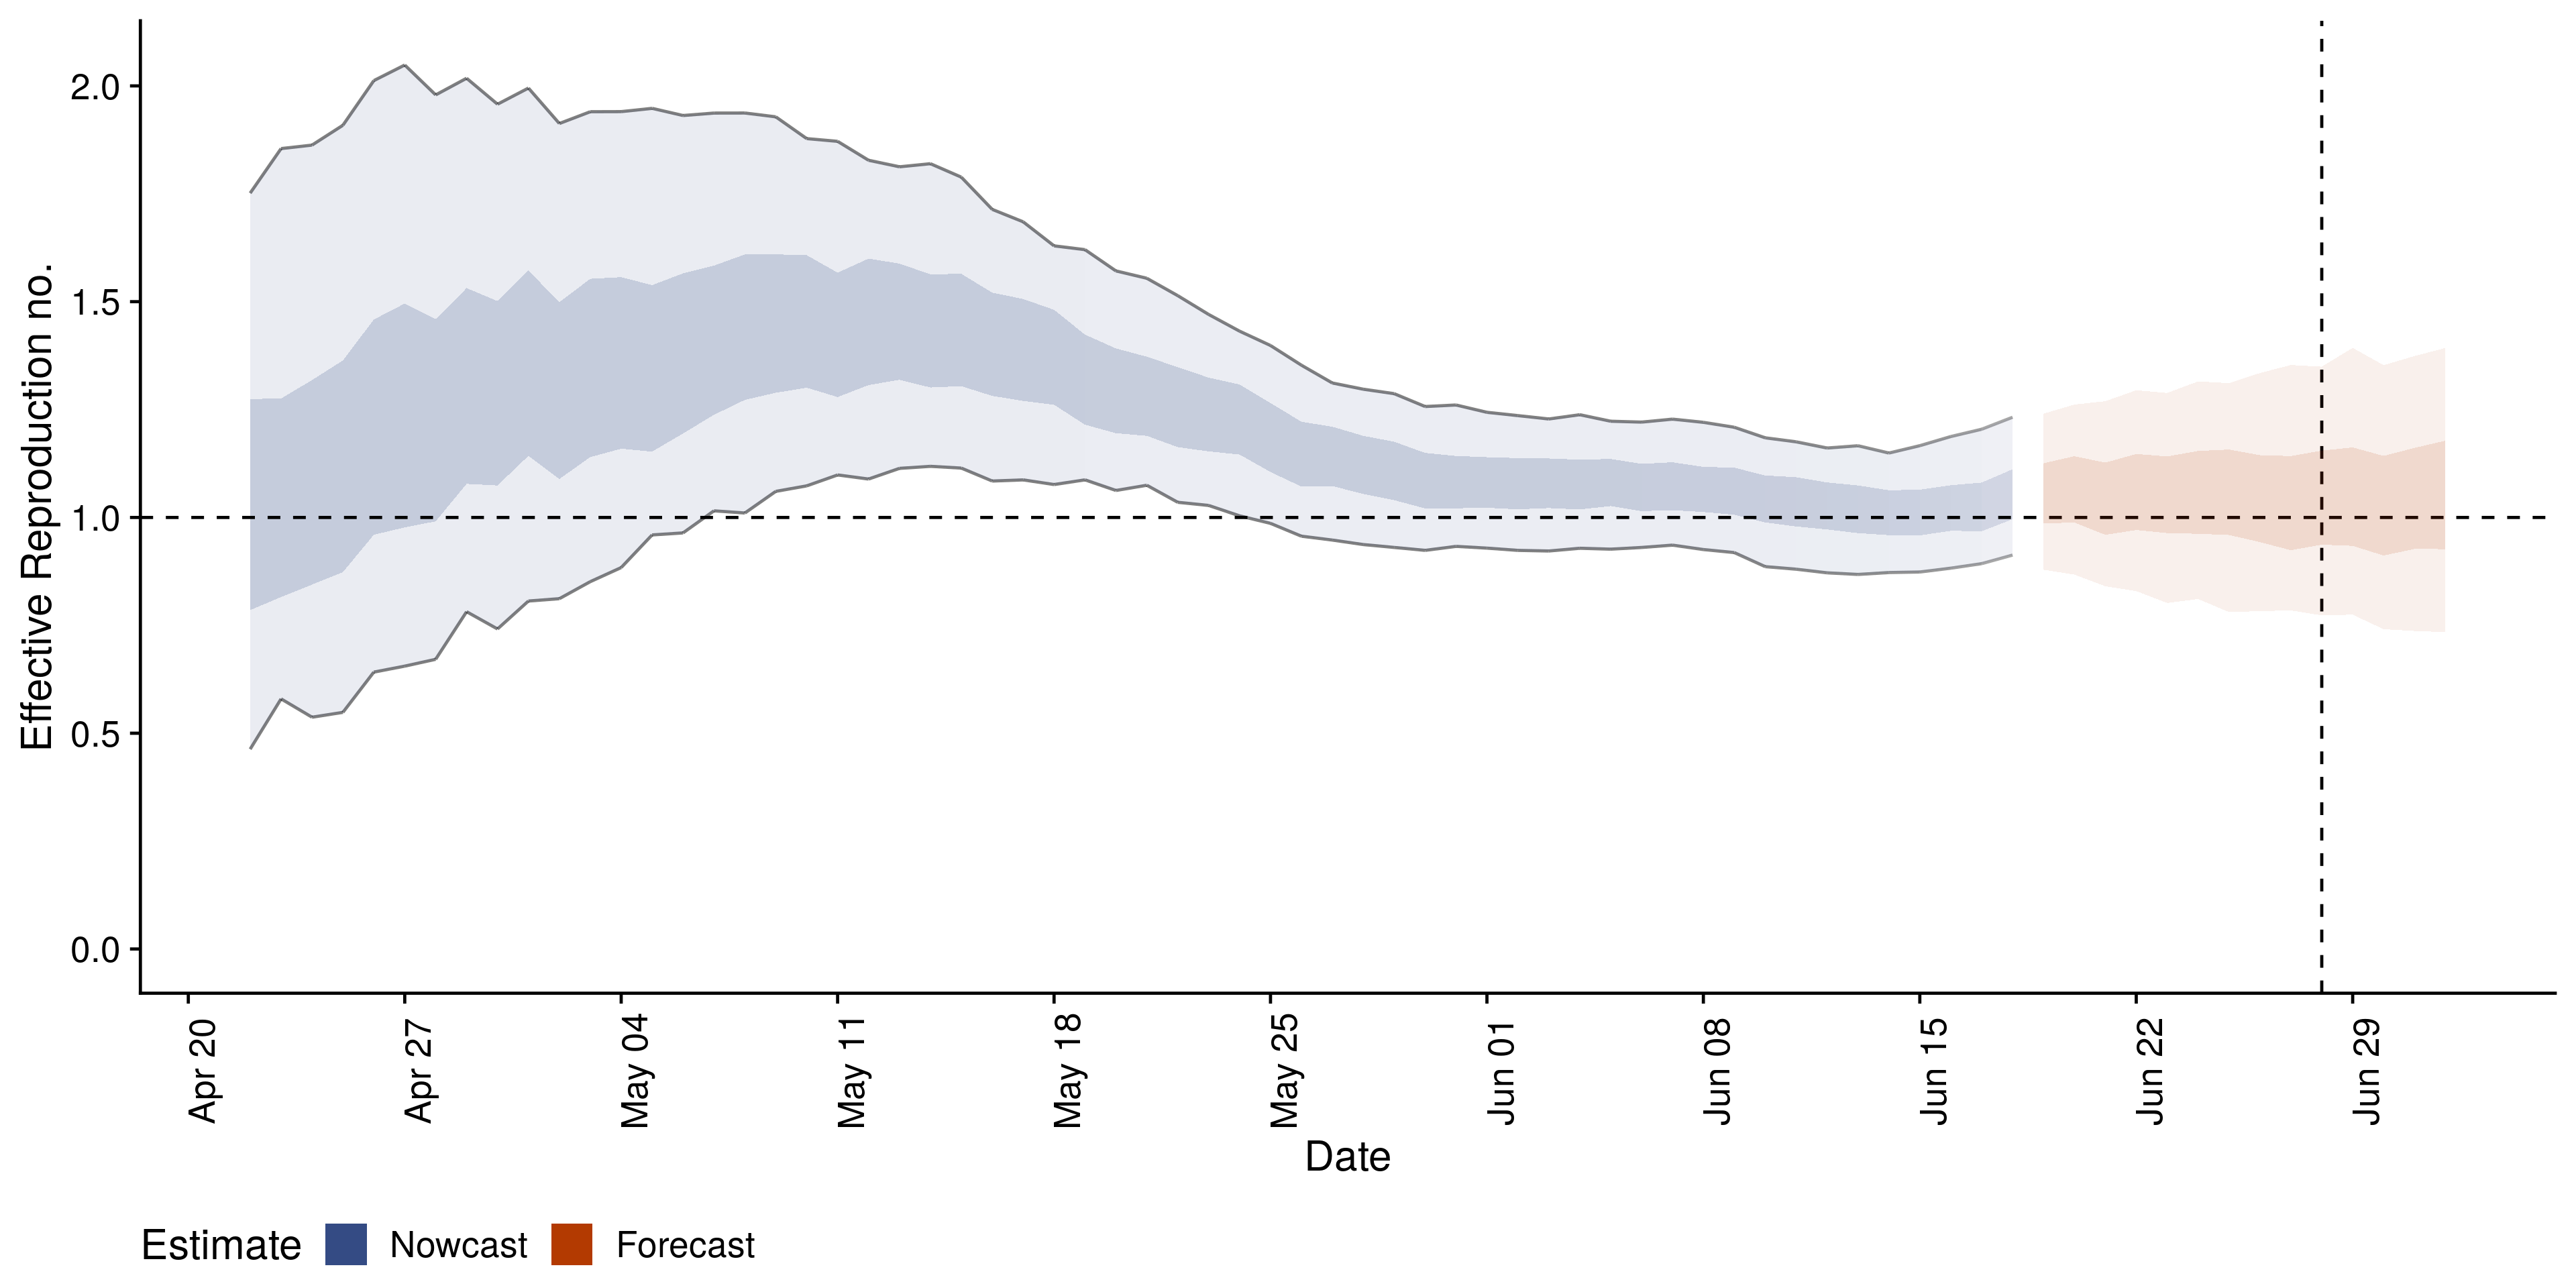 Effective Reproduction no.
2.0
1.5
1.0
0.5
0.0
Apr 20
Apr 27
May 04
May 11
May 18
May 25
Jun 01
Jun 08
Jun 15
Jun 22
Jun 29
Date
Estimate Nowcast Forecast